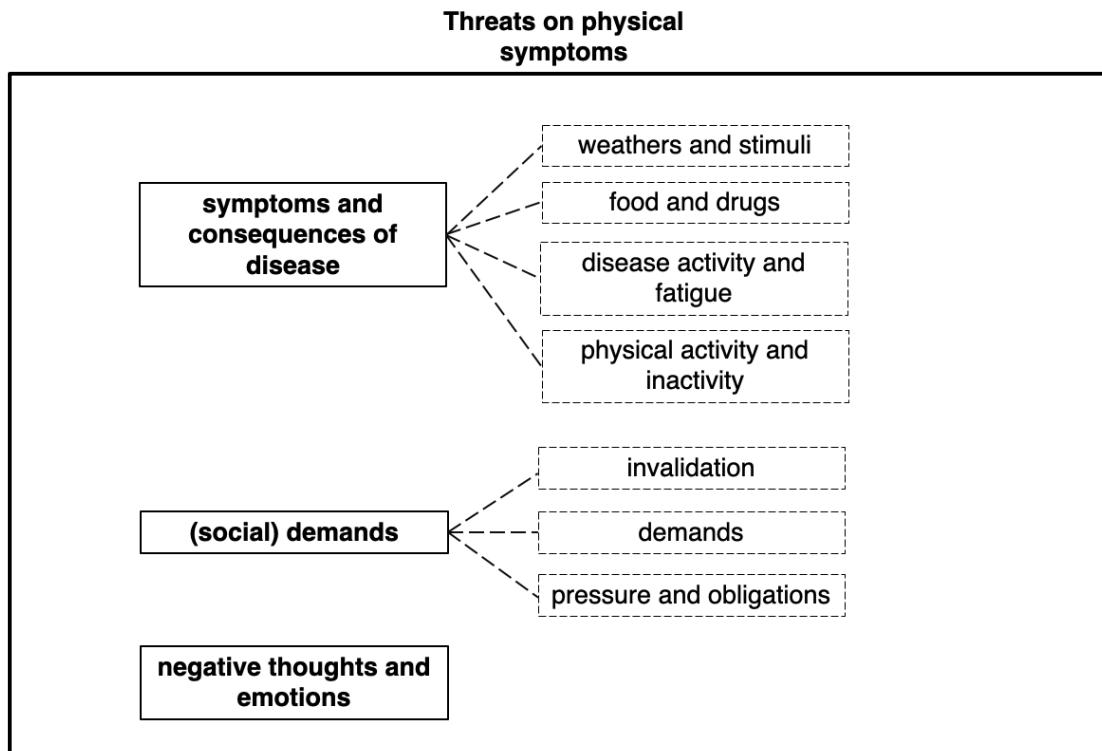 Threats on physical
symptoms
symptoms and
consequences of
disease
weathers and stimuli
food and drugs
disease activity and
fatigue
physical activity and
inactivity
(social) demands
invalidation
demands
pressure and obligations
negative thoughts and
emotions